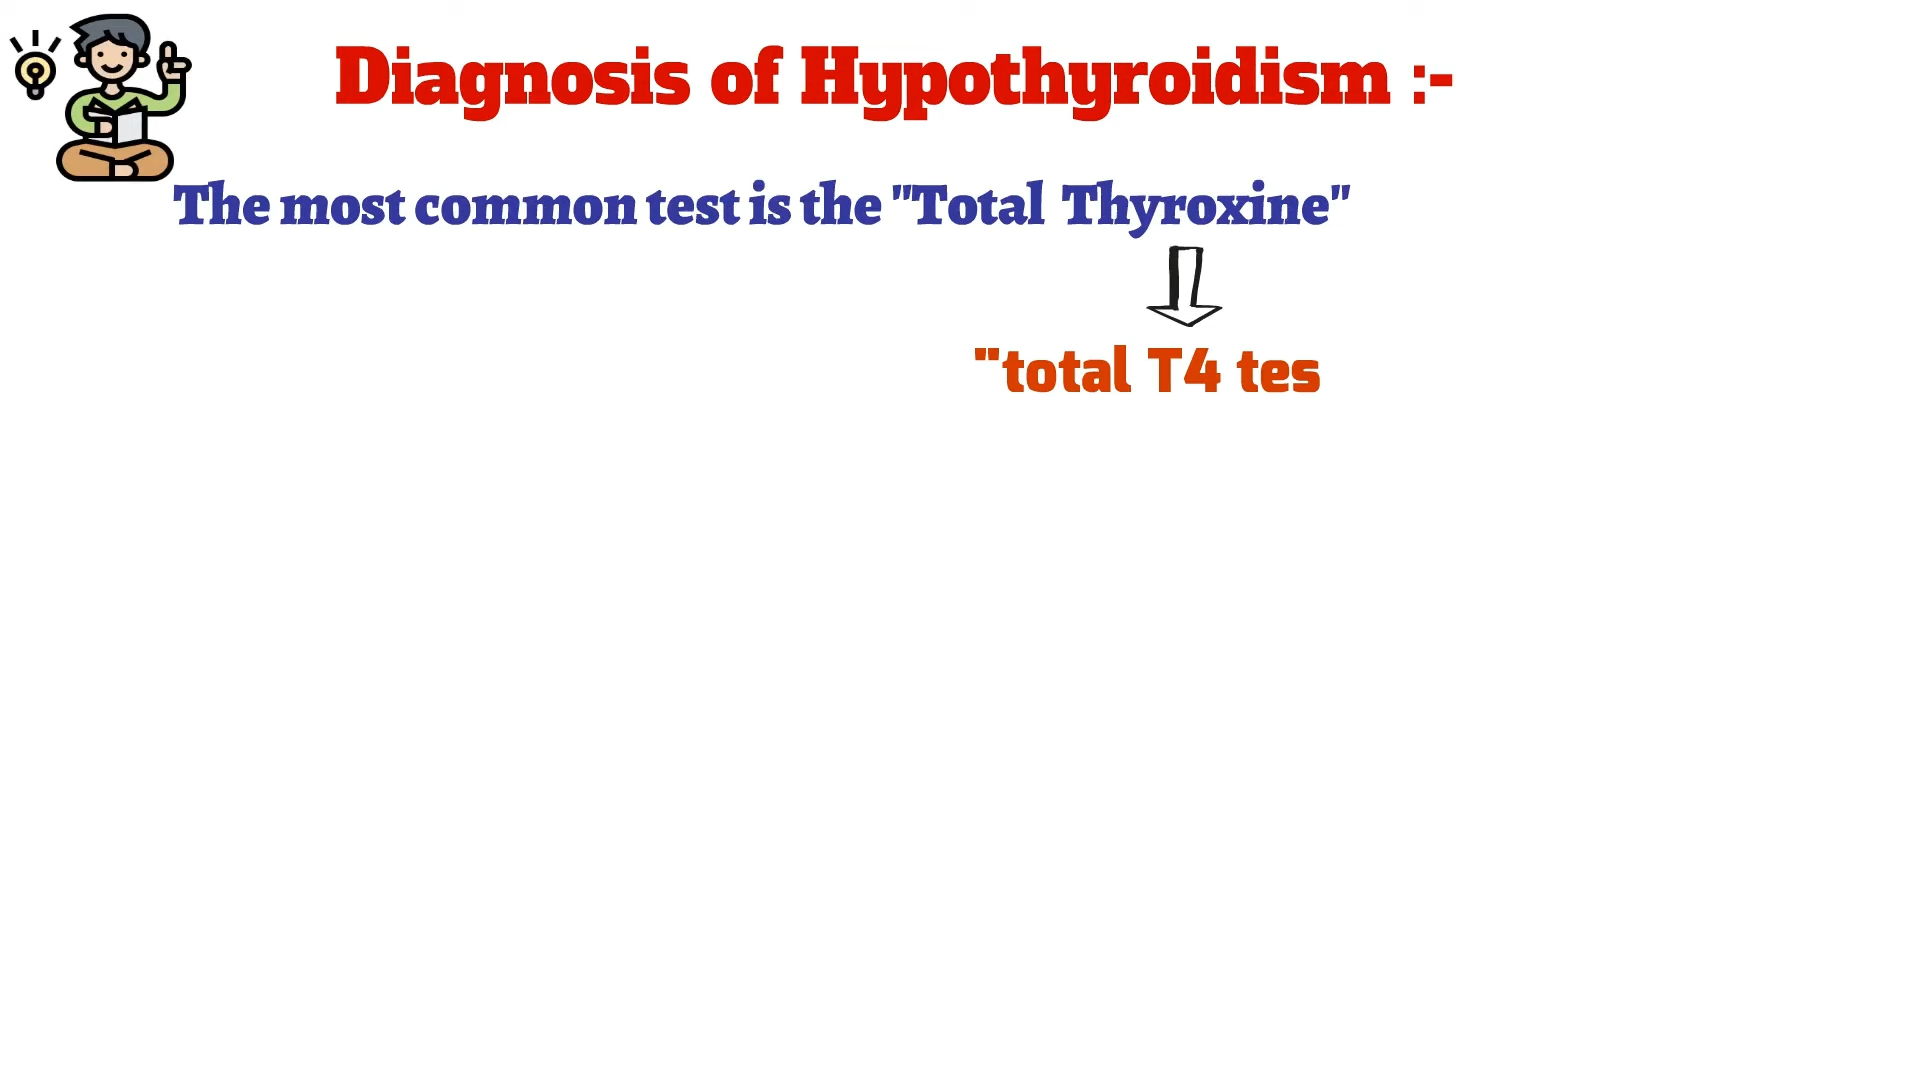 Diagnosis of Hypothyroidism :-
The most common test is the "Total Thyroxine"
"total T4 tes